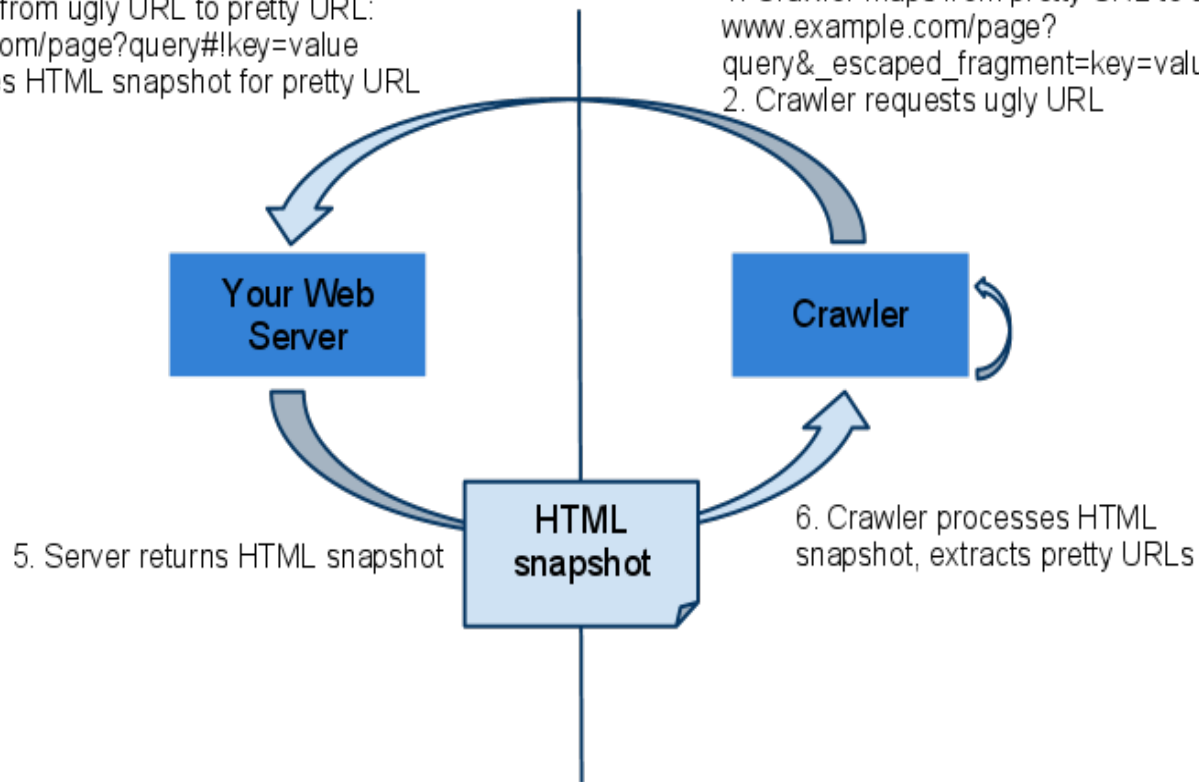 from ugly URL to pretty URL:
om/page?query#!key=value
s HTML snapshot for pretty URL
www.example.com/page?
query&_escaped_fragment=key=valu
2. Crawler requests ugly URL
Your Web
Server
Crawler
HTML
snapshot
5. Server returns HTML snapshot
6. Crawler processes HTML
snapshot, extracts pretty URLs